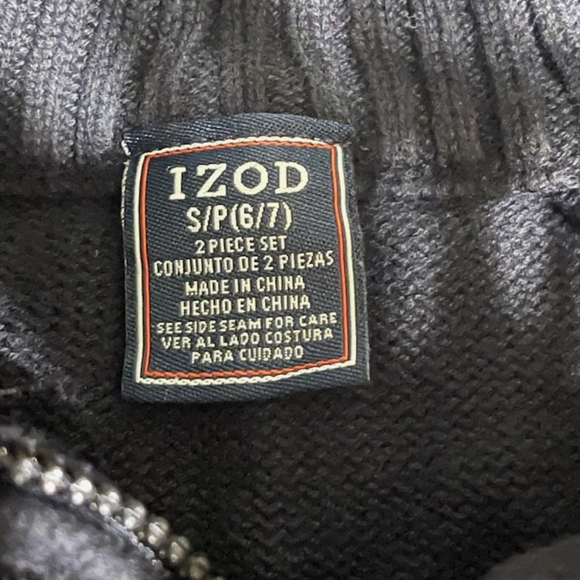 IZOD
S/P(6/7)
2 PIECE SET
CONJUNTO DE 2 PIEZAS
MADE IN CHINA
HECHO EN CHINA
SEE SIDE SEAM FOR CARE
VER AL LADO COSTURA
PARA CUIDADO